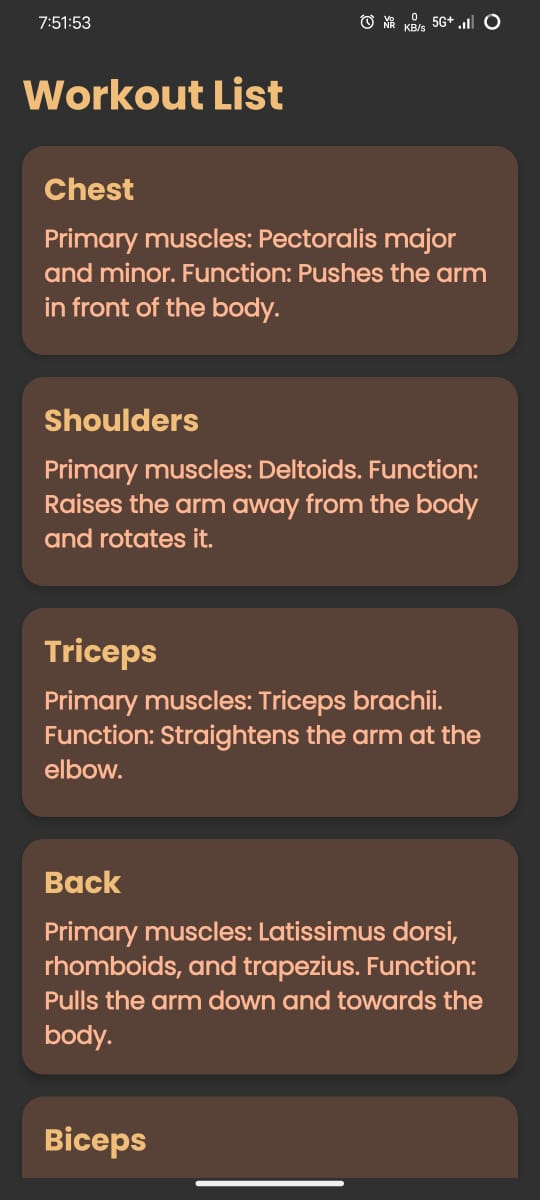 7:51:53
Vo
NR
0
KB/s
5G+
Workout List
Chest
Primary muscles: Pectoralis major
and minor. Function: Pushes the arm
in front of the body.
Shoulders
Primary muscles: Deltoids. Function:
Raises the arm away from the body
and rotates it.
Triceps
Primary muscles: Triceps brachii.
Function: Straightens the arm at the
elbow.
Back
Primary muscles: Latissimus dorsi,
rhomboids, and trapezius. Function:
Pulls the arm down and towards the
body.
Biceps